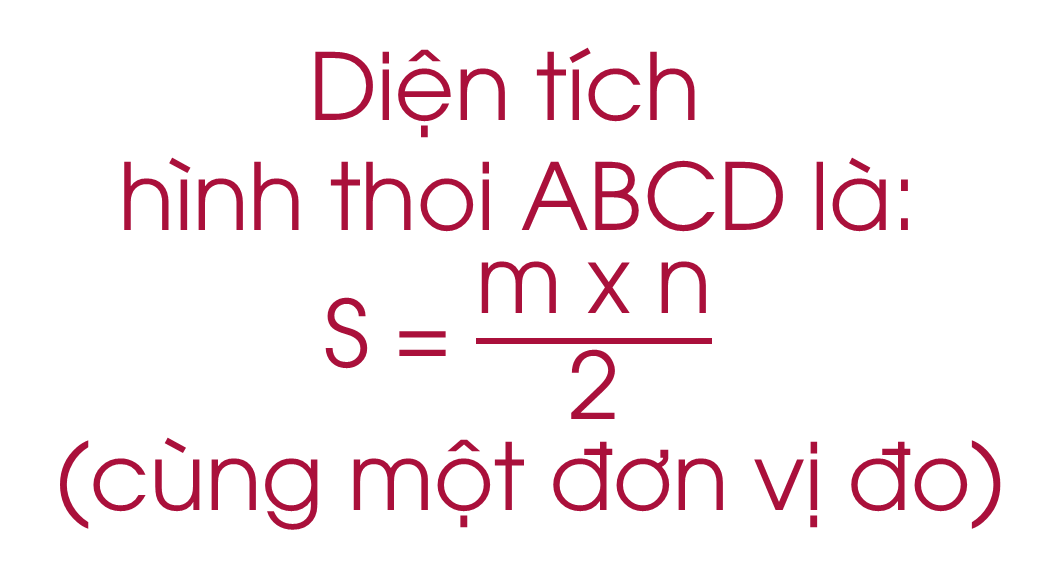 Diện tích
hình thoi ABCD là:
S = m x n / 2
(cùng một đơn vị đo)